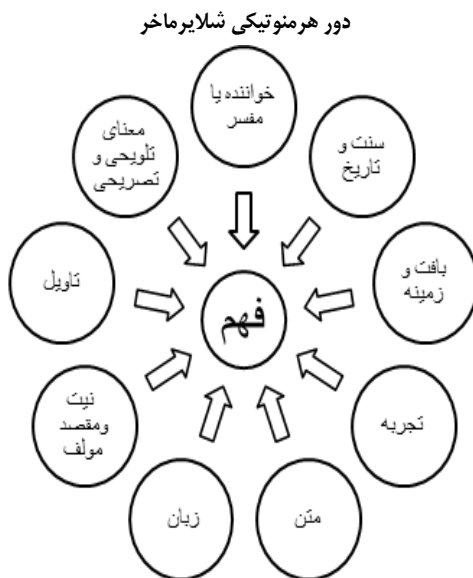 دور هرمنوتیکی شلایرماخر
خواننده یا
مفسر
سنت و
تاریخ
بافت و
زمینه
تجربه
متن
زبان
نیت
ومقصد
مولف
تاویل
معنای
تلویحی و
تصریحی
فهم